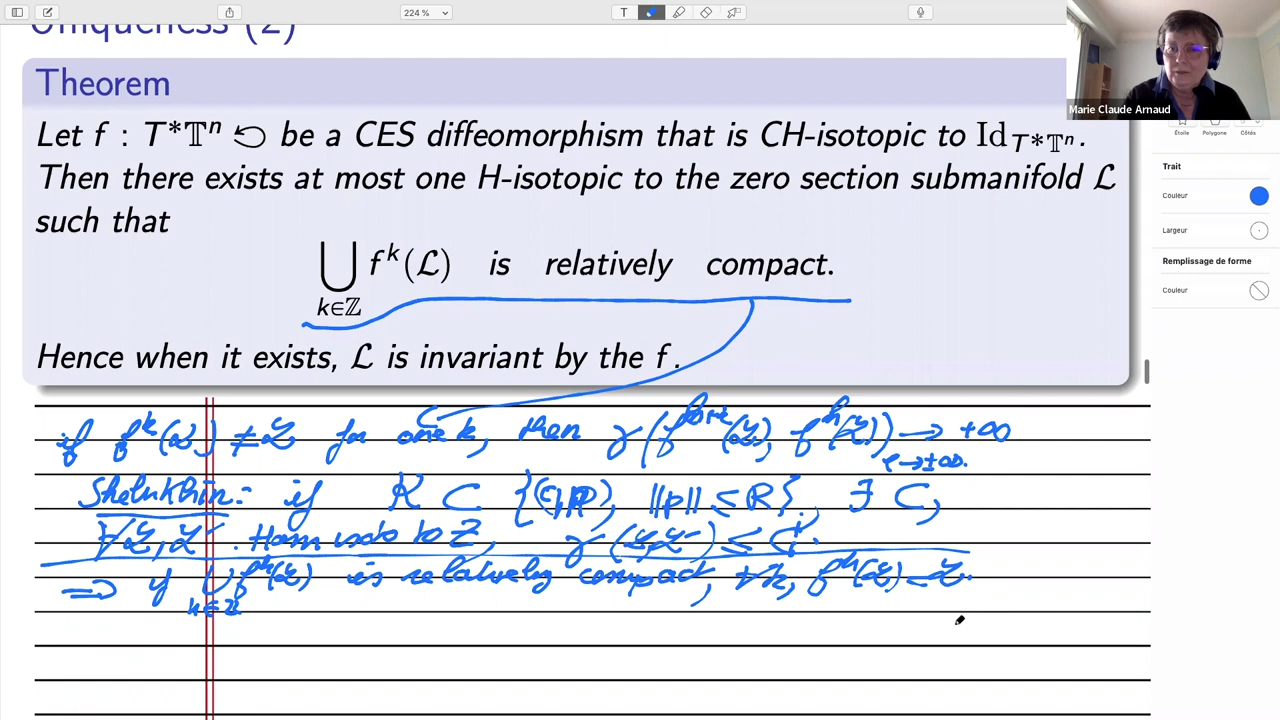 224 %
Uniqueness (2)
Theorem
Let f : T*𝕋ⁿ ↺ be a CES diffeomorphism that is CH-isotopic to Id_{T*𝕋ⁿ}.
Then there exists at most one H-isotopic to the zero section submanifold ℒ
such that
⋃_{k∈ℤ} f^k(ℒ) is relatively compact.
Hence when it exists, ℒ is invariant by the f.
if f^k(ℒ) ≠ ℒ for one k, then γ(f (ℒ), f (ℒ)) → +∞
Shelukhin: if K ⊂ { , ‖p‖ ≤ R}, ∃ C,
∀ℒ, ℒ' Ham to Z, γ(ℒ, ℒ') ≤ C
⟹ if ⋃_{k∈ℤ} f^k(ℒ) is relatively compact, ∀k, f^k(ℒ) = ℒ.
Marie Claude Arnaud
Étoile Polygone Côtés
Trait
Couleur
Largeur
Remplissage de forme
Couleur